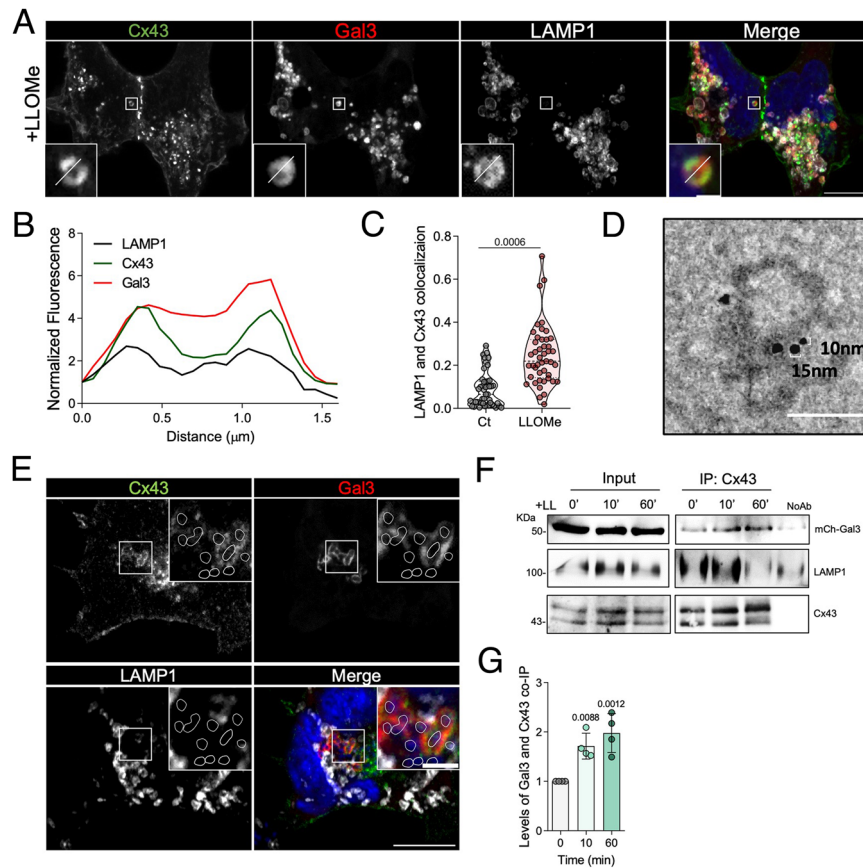 A
Cx43
Gal3
LAMP1
Merge
+LLOMe
B
Normalized Fluorescence
8
6
4
2
0
LAMP1
Cx43
Gal3
0.0
0.5
1.0
1.5
Distance (μm)
C
LAMP1 and Cx43 colocalizaion
0.8
0.6
0.4
0.2
0.0
0.0006
Ct
LLOMe
D
10nm
15nm
E
Cx43
Gal3
LAMP1
Merge
F
Input
IP: Cx43
+LL
0'
10'
60'
0'
10'
60'
NoAb
KDa
50-
mCh-Gal3
100-
LAMP1
43-
Cx43
G
Levels of Gal3 and Cx43 co-IP
3
2
1
0
0.0088
0.0012
0
10
60
Time (min)